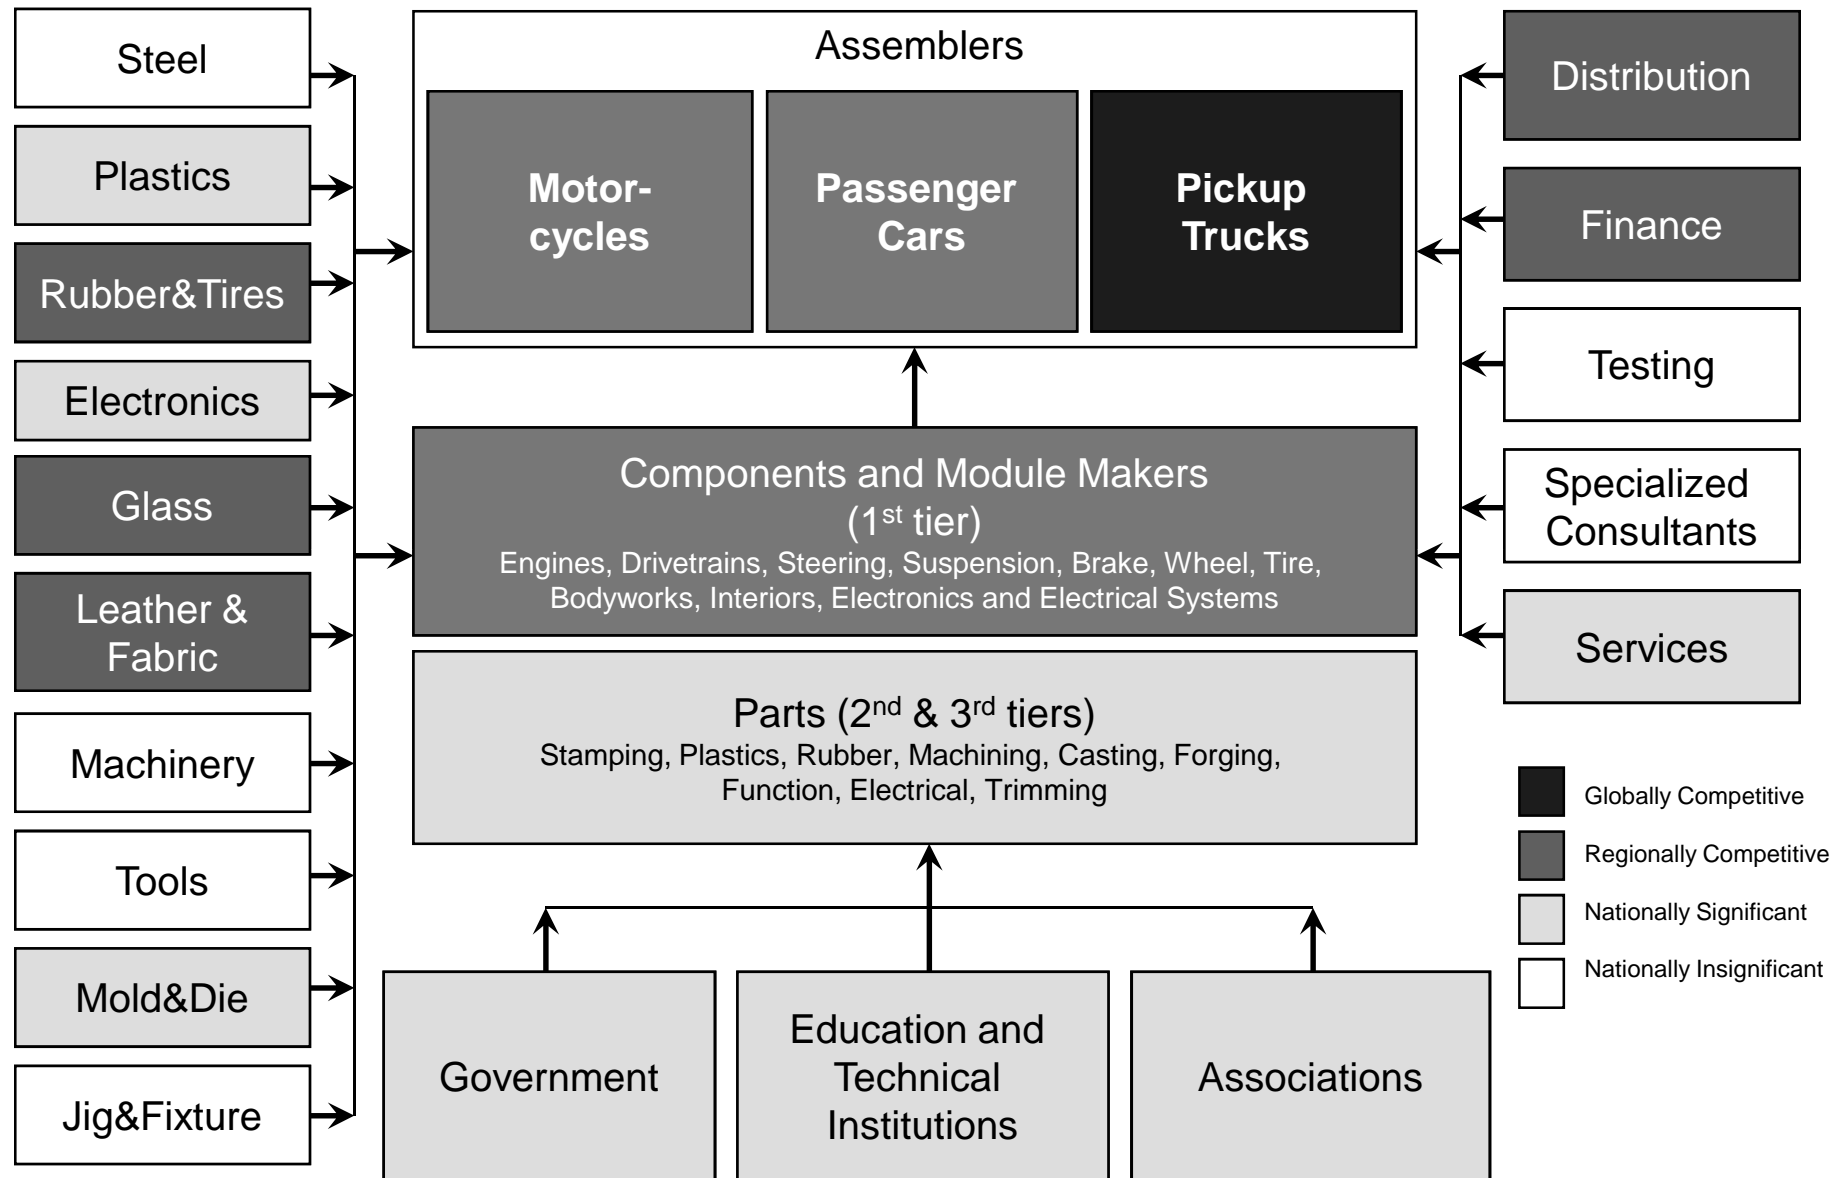 Steel
Plastics
Rubber&Tires
Electronics
Glass
Leather &
Fabric
Machinery
Tools
Mold&Die
Jig&Fixture
Assemblers
Motor-
cycles
Passenger
Cars
Pickup
Trucks
Components and Module Makers
(1st tier)
Engines, Drivetrains, Steering, Suspension, Brake, Wheel, Tire,
Bodyworks, Interiors, Electronics and Electrical Systems
Parts (2nd & 3rd tiers)
Stamping, Plastics, Rubber, Machining, Casting, Forging,
Function, Electrical, Trimming
Government
Education and
Technical
Institutions
Associations
Distribution
Finance
Testing
Specialized
Consultants
Services
Globally Competitive
Regionally Competitive
Nationally Significant
Nationally Insignificant